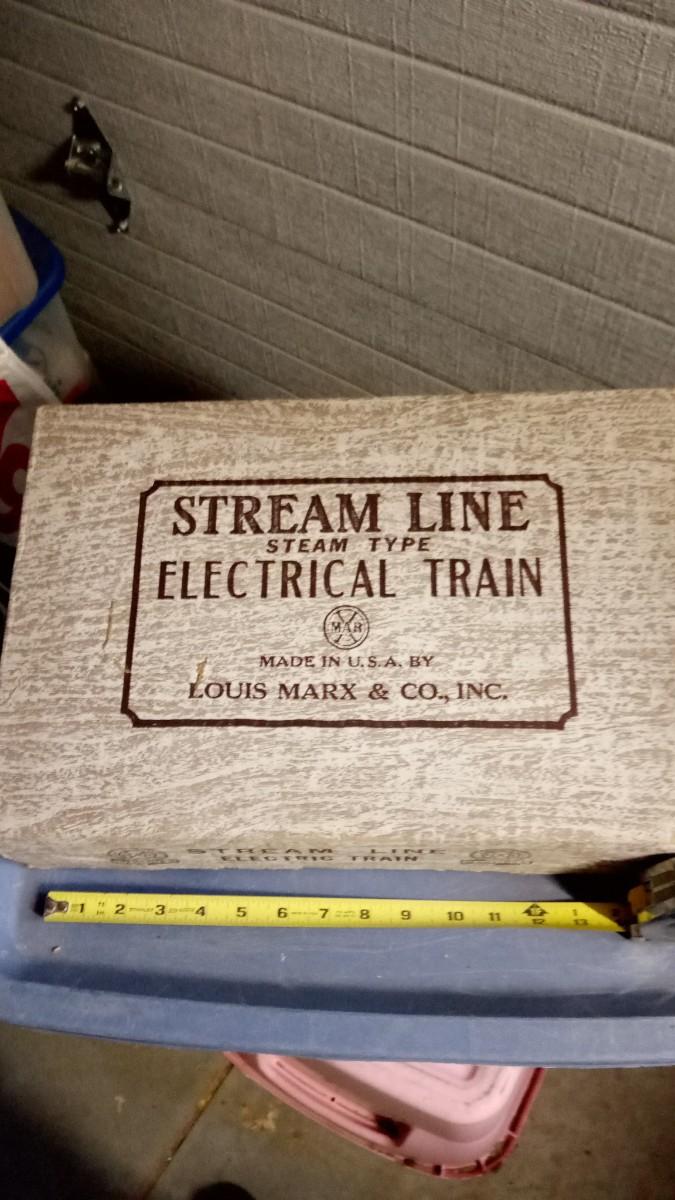 STREAM LINE
STEAM TYPE
ELECTRICAL TRAIN
MAR
MADE IN U.S.A. BY
LOUIS MARX & CO., INC.
STREAM LINE
ELECTRIC TRAIN
1 2 3 4 5 6 7 8 9 10 11 12 13